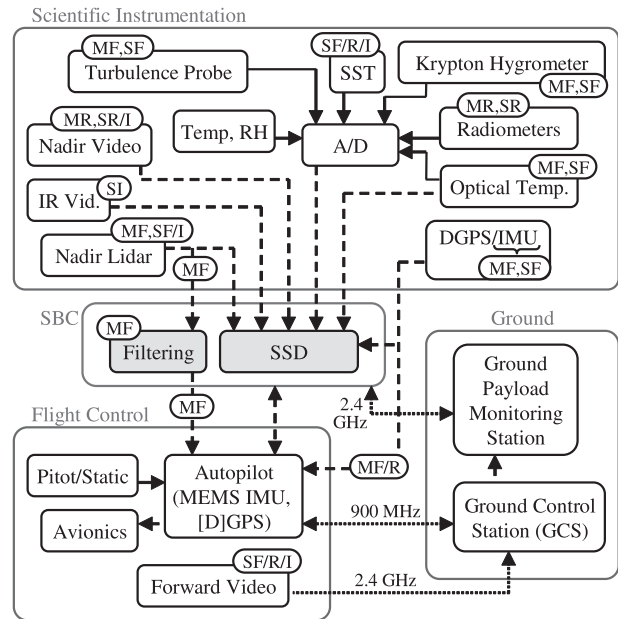 Scientific Instrumentation
MF,SF
Turbulence Probe
SF/R/I
SST
Krypton Hygrometer
MF,SF
MR,SR/I
Nadir Video
Temp, RH
A/D
MR,SR
Radiometers
SI
IR Vid.
MF,SF
Optical Temp.
MF,SF/I
Nadir Lidar
MF
DGPS/IMU
MF,SF
SBC
MF
Filtering
SSD
Ground
Ground
Payload
Monitoring
Station
MF
2.4
GHz
Flight Control
Pitot/Static
Autopilot
(MEMS IMU,
[D]GPS)
MF/R
Avionics
900 MHz
Ground Control
Station (GCS)
SF/R/I
Forward Video
2.4 GHz